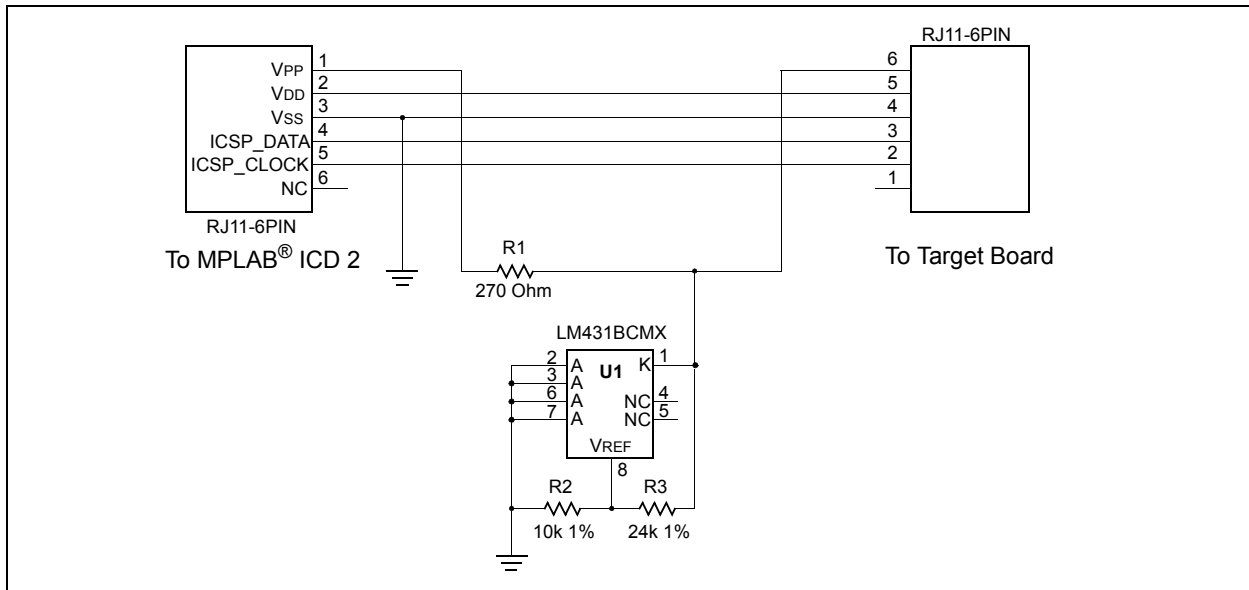 RJ11-6PIN
VPP 1
VDD 2
VSS 3
ICSP_DATA 4
ICSP_CLOCK 5
NC 6
RJ11-6PIN
To MPLAB® ICD 2
6
5
4
3
2
1
To Target Board
R1
270 Ohm
LM431BCMX
2 A U1 K 1
3 A
6 A NC 4
7 A NC 5
VREF
8
R2 R3
10k 1% 24k 1%